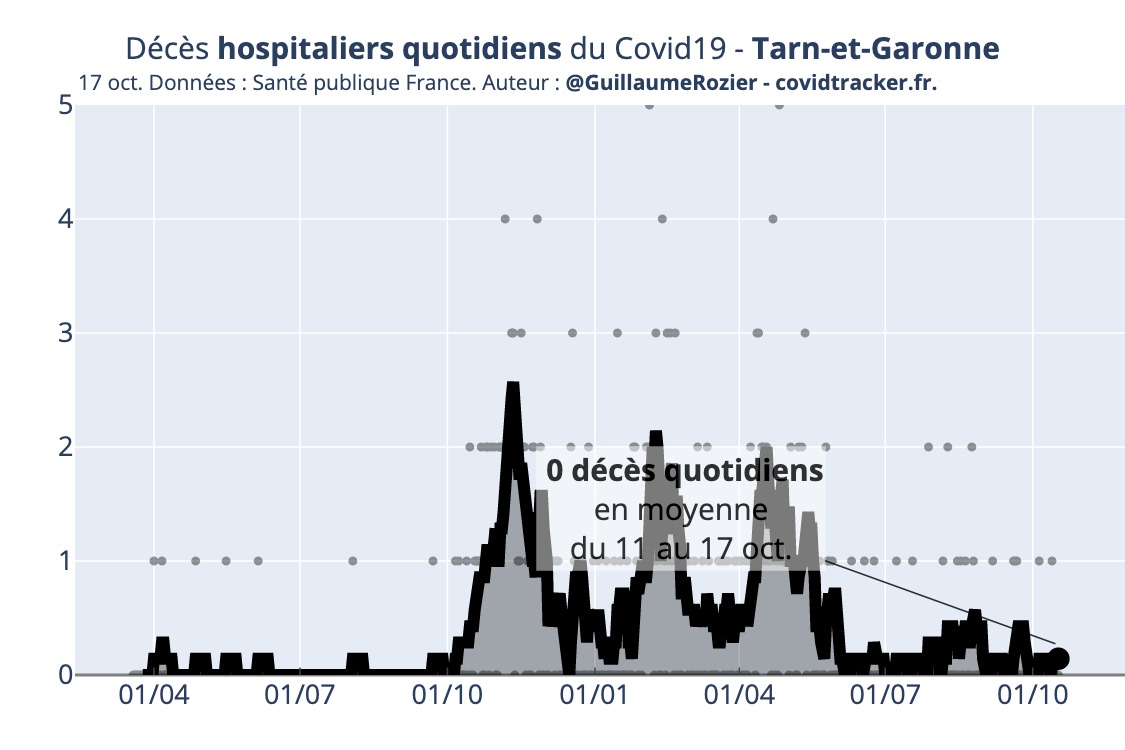 Décès hospitaliers quotidiens du Covid19 - Tarn-et-Garonne
17 oct. Données : Santé publique France. Auteur : @GuillaumeRozier - covidtracker.fr.
5
4
3
2
0 décès quotidiens
en moyenne
du 11 au 17 oct.
1
0
01/04 01/07 01/10 01/01 01/04 01/07 01/10